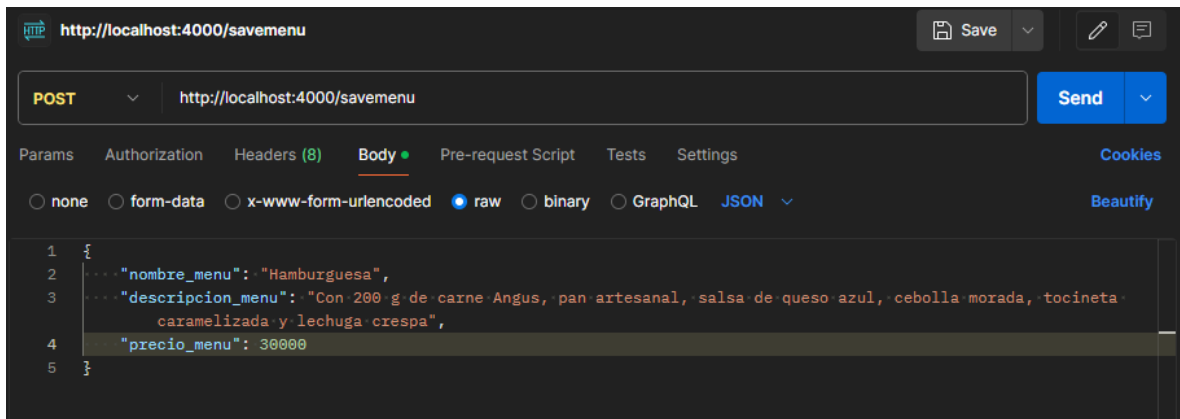 HTTP http://localhost:4000/savemenu Save
POST http://localhost:4000/savemenu Send
Params Authorization Headers (8) Body Pre-request Script Tests Settings Cookies
none form-data x-www-form-urlencoded raw binary GraphQL JSON Beautify
1 {
2 "nombre_menu": "Hamburguesa",
3 "descripcion_menu": "Con 200 g de carne Angus, pan artesanal, salsa de queso azul, cebolla morada, tocineta
caramelizada y lechuga crespa",
4 "precio_menu": 30000
5 }